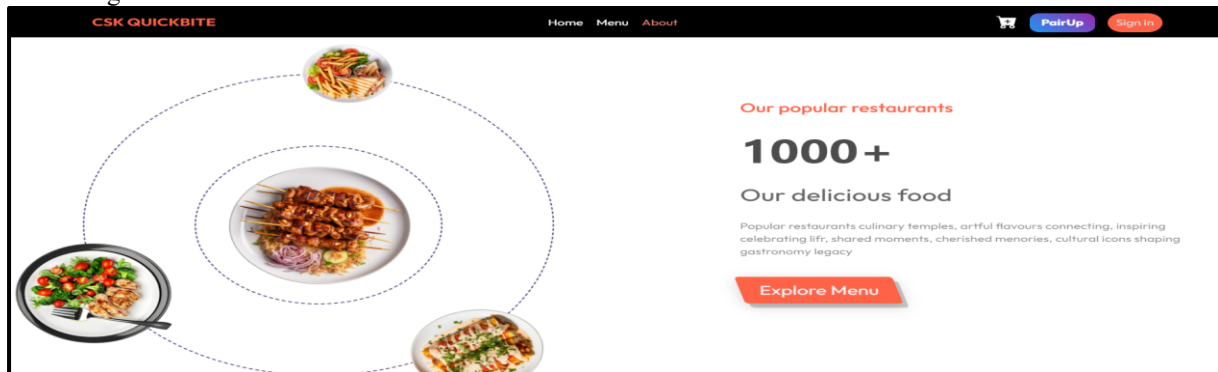 CSK QUICKBITE
Home Menu About
PairUp
Sign in
Our popular restaurants
1000+
Our delicious food
Popular restaurants culinary temples, artful flavours connecting, inspiring
celebrating lifr, shared moments, cherished menories, cultural icons shaping
gastronomy legacy
Explore Menu